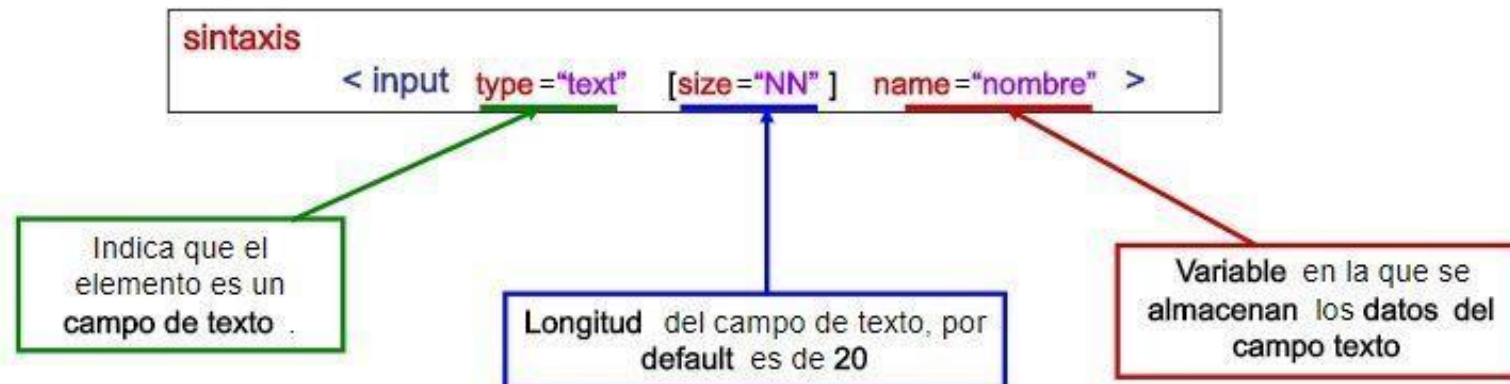 sintaxis
< input type="text" [size="NN" ] name="nombre" >
Indica que el
elemento es un
campo de texto .
Longitud del campo de texto, por
default es de 20
Variable en la que se
almacenan los datos del
campo texto